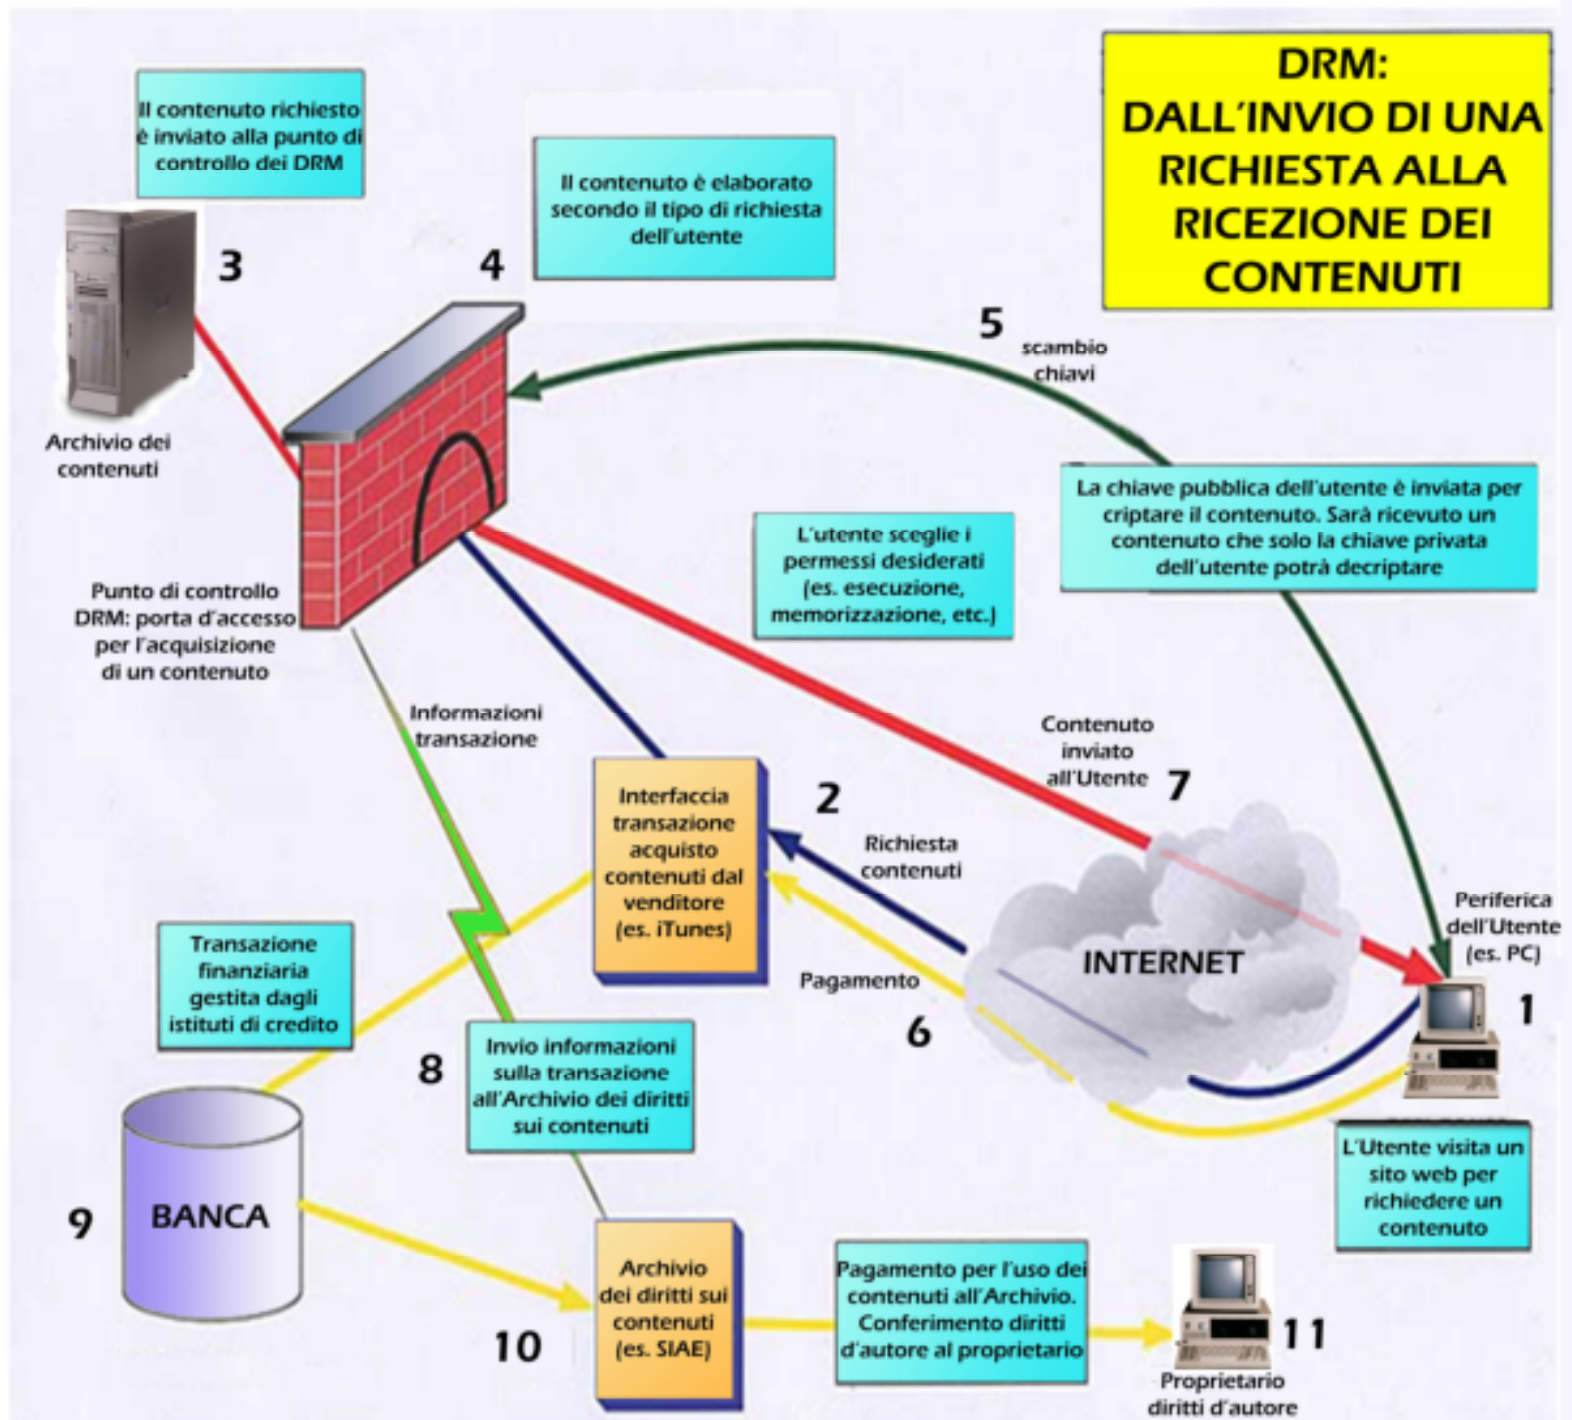 DRM:
DALL'INVIO DI UNA
RICHIESTA ALLA
RICEZIONE DEI
CONTENUTI
Il contenuto richiesto
è inviato alla punto di
controllo dei DRM
3
Archivio dei
contenuti
4
Il contenuto è elaborato
secondo il tipo di richiesta
dell'utente
5
scambio
chiavi
La chiave pubblica dell'utente è inviata per
criptare il contenuto. Sarà ricevuto un
contenuto che solo la chiave privata
dell'utente potrà decriptare
L'utente sceglie i
permessi desiderati
(es. esecuzione,
memorizzazione, etc.)
Punto di controllo
DRM: porta d'accesso
per l'acquisizione
di un contenuto
Informazioni
transazione
Contenuto
inviato
all'Utente
7
Interfaccia
transazione
acquisto
contenuti dal
venditore
(es. iTunes)
2
Richiesta
contenuti
Pagamento
6
INTERNET
Periferica
dell'Utente
(es. PC)
1
L'Utente visita un
sito web per
richiedere un
contenuto
Transazione
finanziaria
gestita dagli
istituti di credito
8
Invio informazioni
sulla transazione
all'Archivio dei diritti
sui contenuti
9
BANCA
10
Archivio
dei diritti sui
contenuti
(es. SIAE)
Pagamento per l'uso dei
contenuti all'Archivio.
Conferimento diritti
d'autore al proprietario
11
Proprietario
diritti d'autore